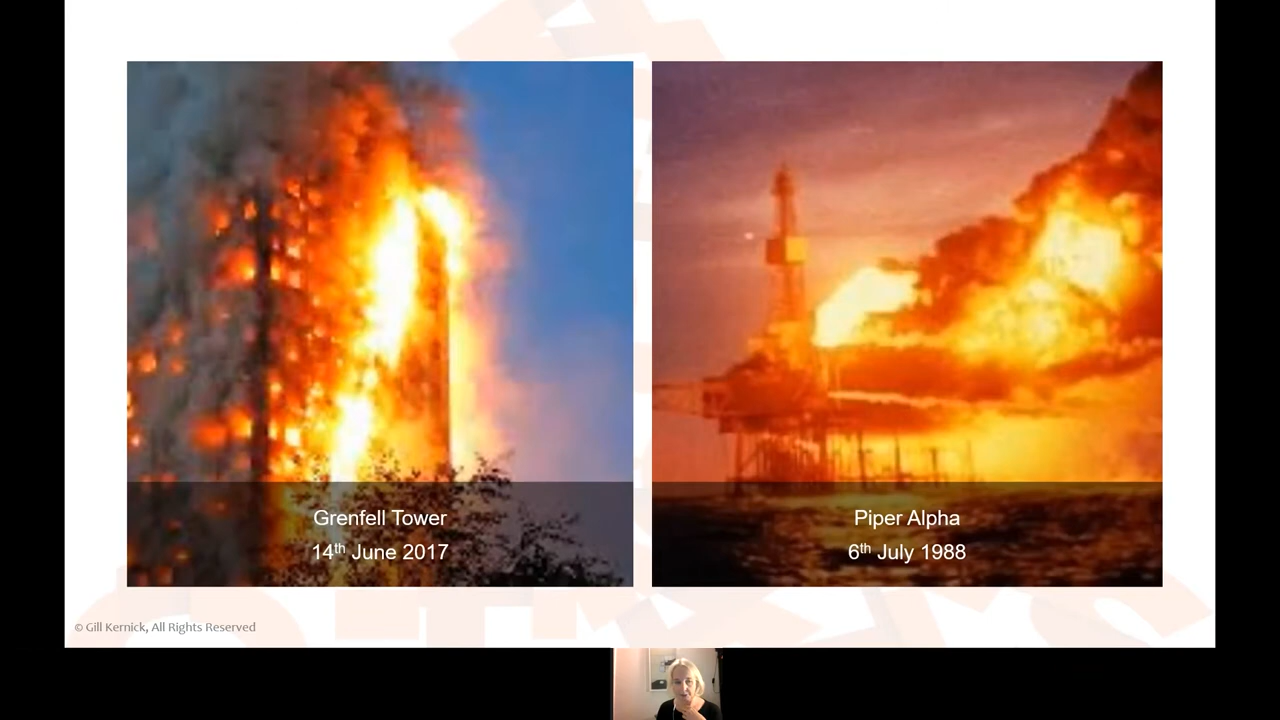 Grenfell Tower
14th June 2017
Piper Alpha
6th July 1988
© Gill Kernick, All Rights Reserved